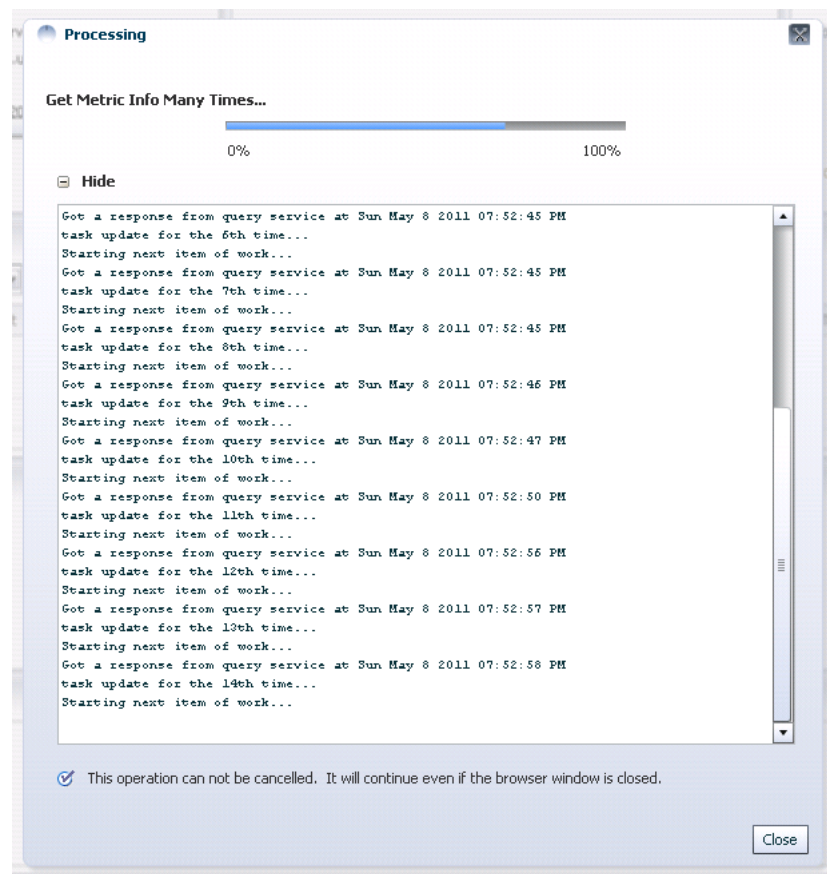 Processing
Get Metric Info Many Times...
0% 100%
Hide
Got a response from query service at Sun May 8 2011 07:52:45 PM
task update for the 6th time...
Starting next item of work...
Got a response from query service at Sun May 8 2011 07:52:45 PM
task update for the 7th time...
Starting next item of work...
Got a response from query service at Sun May 8 2011 07:52:45 PM
task update for the 8th time...
Starting next item of work...
Got a response from query service at Sun May 8 2011 07:52:46 PM
task update for the 9th time...
Starting next item of work...
Got a response from query service at Sun May 8 2011 07:52:47 PM
task update for the 10th time...
Starting next item of work...
Got a response from query service at Sun May 8 2011 07:52:50 PM
task update for the 11th time...
Starting next item of work...
Got a response from query service at Sun May 8 2011 07:52:56 PM
task update for the 12th time...
Starting next item of work...
Got a response from query service at Sun May 8 2011 07:52:57 PM
task update for the 13th time...
Starting next item of work...
Got a response from query service at Sun May 8 2011 07:52:58 PM
task update for the 14th time...
Starting next item of work...
This operation can not be cancelled. It will continue even if the browser window is closed.
Close